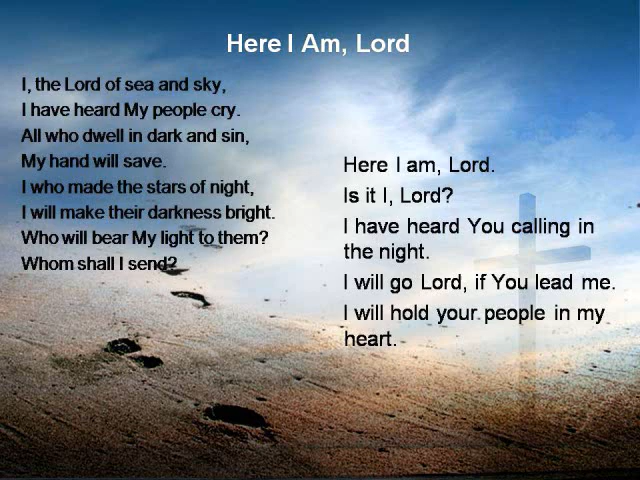 Here I Am, Lord
I, the Lord of sea and sky,
I have heard My people cry.
All who dwell in dark and sin,
My hand will save.
I who made the stars of night,
I will make their darkness bright.
Who will bear My light to them?
Whom shall I send?
Here I am, Lord.
Is it I, Lord?
I have heard You calling in
the night.
I will go Lord, if You lead me.
I will hold your people in my
heart.